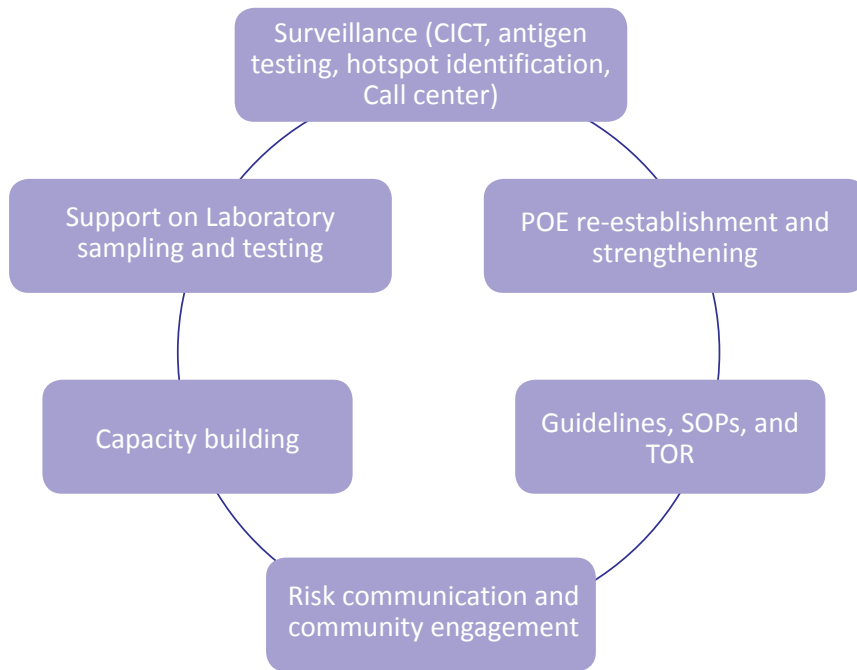 Surveillance (CICT, antigen
testing, hotspot identification,
Call center)
Support on Laboratory
sampling and testing
POE re-establishment and
strengthening
Capacity building
Guidelines, SOPs, and
TOR
Risk communication and
community engagement